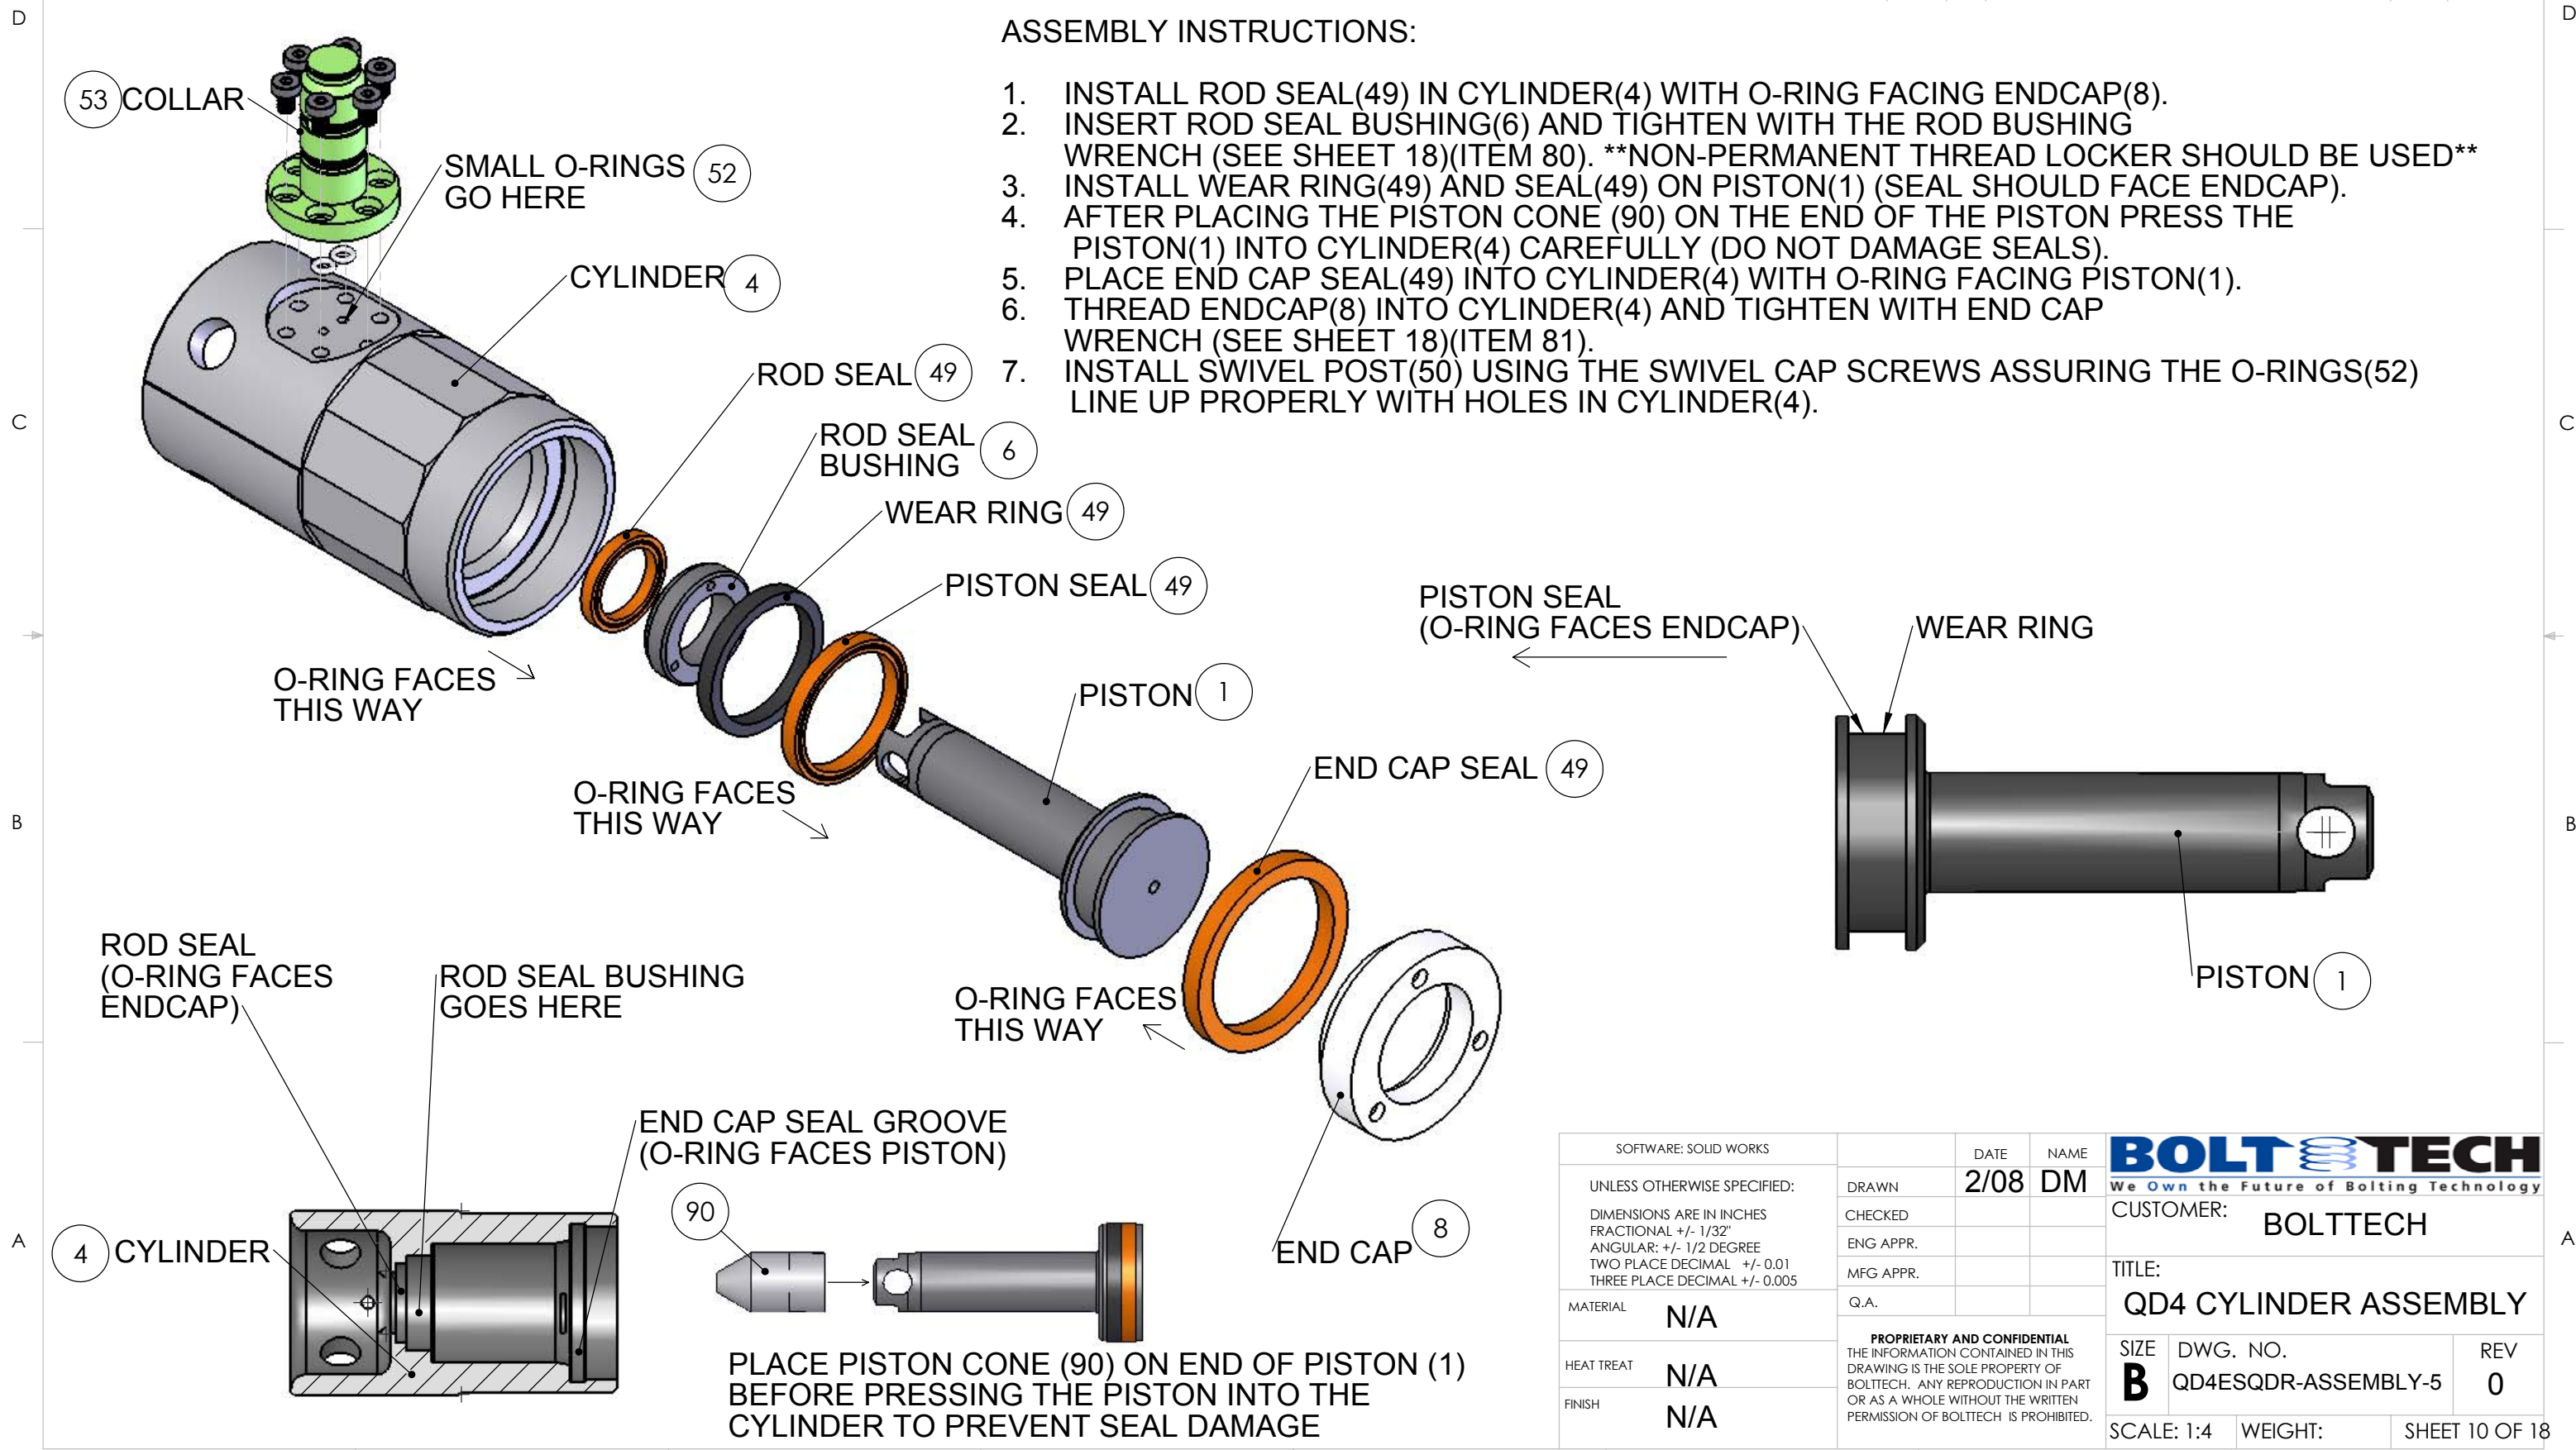 D
D
ASSEMBLY INSTRUCTIONS:
1. INSTALL ROD SEAL(49) IN CYLINDER(4) WITH O-RING FACING ENDCAP(8).
2. INSERT ROD SEAL BUSHING(6) AND TIGHTEN WITH THE ROD BUSHING
WRENCH (SEE SHEET 18)(ITEM 80). **NON-PERMANENT THREAD LOCKER SHOULD BE USED**
3. INSTALL WEAR RING(49) AND SEAL(49) ON PISTON(1) (SEAL SHOULD FACE ENDCAP).
4. AFTER PLACING THE PISTON CONE (90) ON THE END OF THE PISTON PRESS THE
PISTON(1) INTO CYLINDER(4) CAREFULLY (DO NOT DAMAGE SEALS).
5. PLACE END CAP SEAL(49) INTO CYLINDER(4) WITH O-RING FACING PISTON(1).
6. THREAD ENDCAP(8) INTO CYLINDER(4) AND TIGHTEN WITH END CAP
WRENCH (SEE SHEET 18)(ITEM 81).
7. INSTALL SWIVEL POST(50) USING THE SWIVEL CAP SCREWS ASSURING THE O-RINGS(52)
LINE UP PROPERLY WITH HOLES IN CYLINDER(4).
53 COLLAR
SMALL O-RINGS 52
GO HERE
CYLINDER 4
C
C
ROD SEAL 49
ROD SEAL
BUSHING 6
WEAR RING 49
PISTON SEAL 49
O-RING FACES
THIS WAY
PISTON 1
PISTON SEAL
(O-RING FACES ENDCAP)
WEAR RING
O-RING FACES
THIS WAY
END CAP SEAL 49
B
B
PISTON 1
ROD SEAL
(O-RING FACES
ENDCAP)
ROD SEAL BUSHING
GOES HERE
O-RING FACES
THIS WAY
END CAP SEAL GROOVE
(O-RING FACES PISTON)
90
4 CYLINDER
END CAP 8
A
A
PLACE PISTON CONE (90) ON END OF PISTON (1)
BEFORE PRESSING THE PISTON INTO THE
CYLINDER TO PREVENT SEAL DAMAGE
SOFTWARE: SOLID WORKS
UNLESS OTHERWISE SPECIFIED:
DIMENSIONS ARE IN INCHES
FRACTIONAL +/- 1/32"
ANGULAR: +/- 1/2 DEGREE
TWO PLACE DECIMAL +/- 0.01
THREE PLACE DECIMAL +/- 0.005
MATERIAL N/A
HEAT TREAT N/A
FINISH N/A
DATE NAME
DRAWN 2/08 DM
CHECKED
ENG APPR.
MFG APPR.
Q.A.
PROPRIETARY AND CONFIDENTIAL
THE INFORMATION CONTAINED IN THIS
DRAWING IS THE SOLE PROPERTY OF
BOLTTECH. ANY REPRODUCTION IN PART
OR AS A WHOLE WITHOUT THE WRITTEN
PERMISSION OF BOLTTECH IS PROHIBITED.
BOLT TECH
We Own the Future of Bolting Technology
CUSTOMER: BOLTTECH
TITLE:
QD4 CYLINDER ASSEMBLY
SIZE DWG. NO. REV
B QD4ESQDR-ASSEMBLY-5 0
SCALE: 1:4 WEIGHT: SHEET 10 OF 18